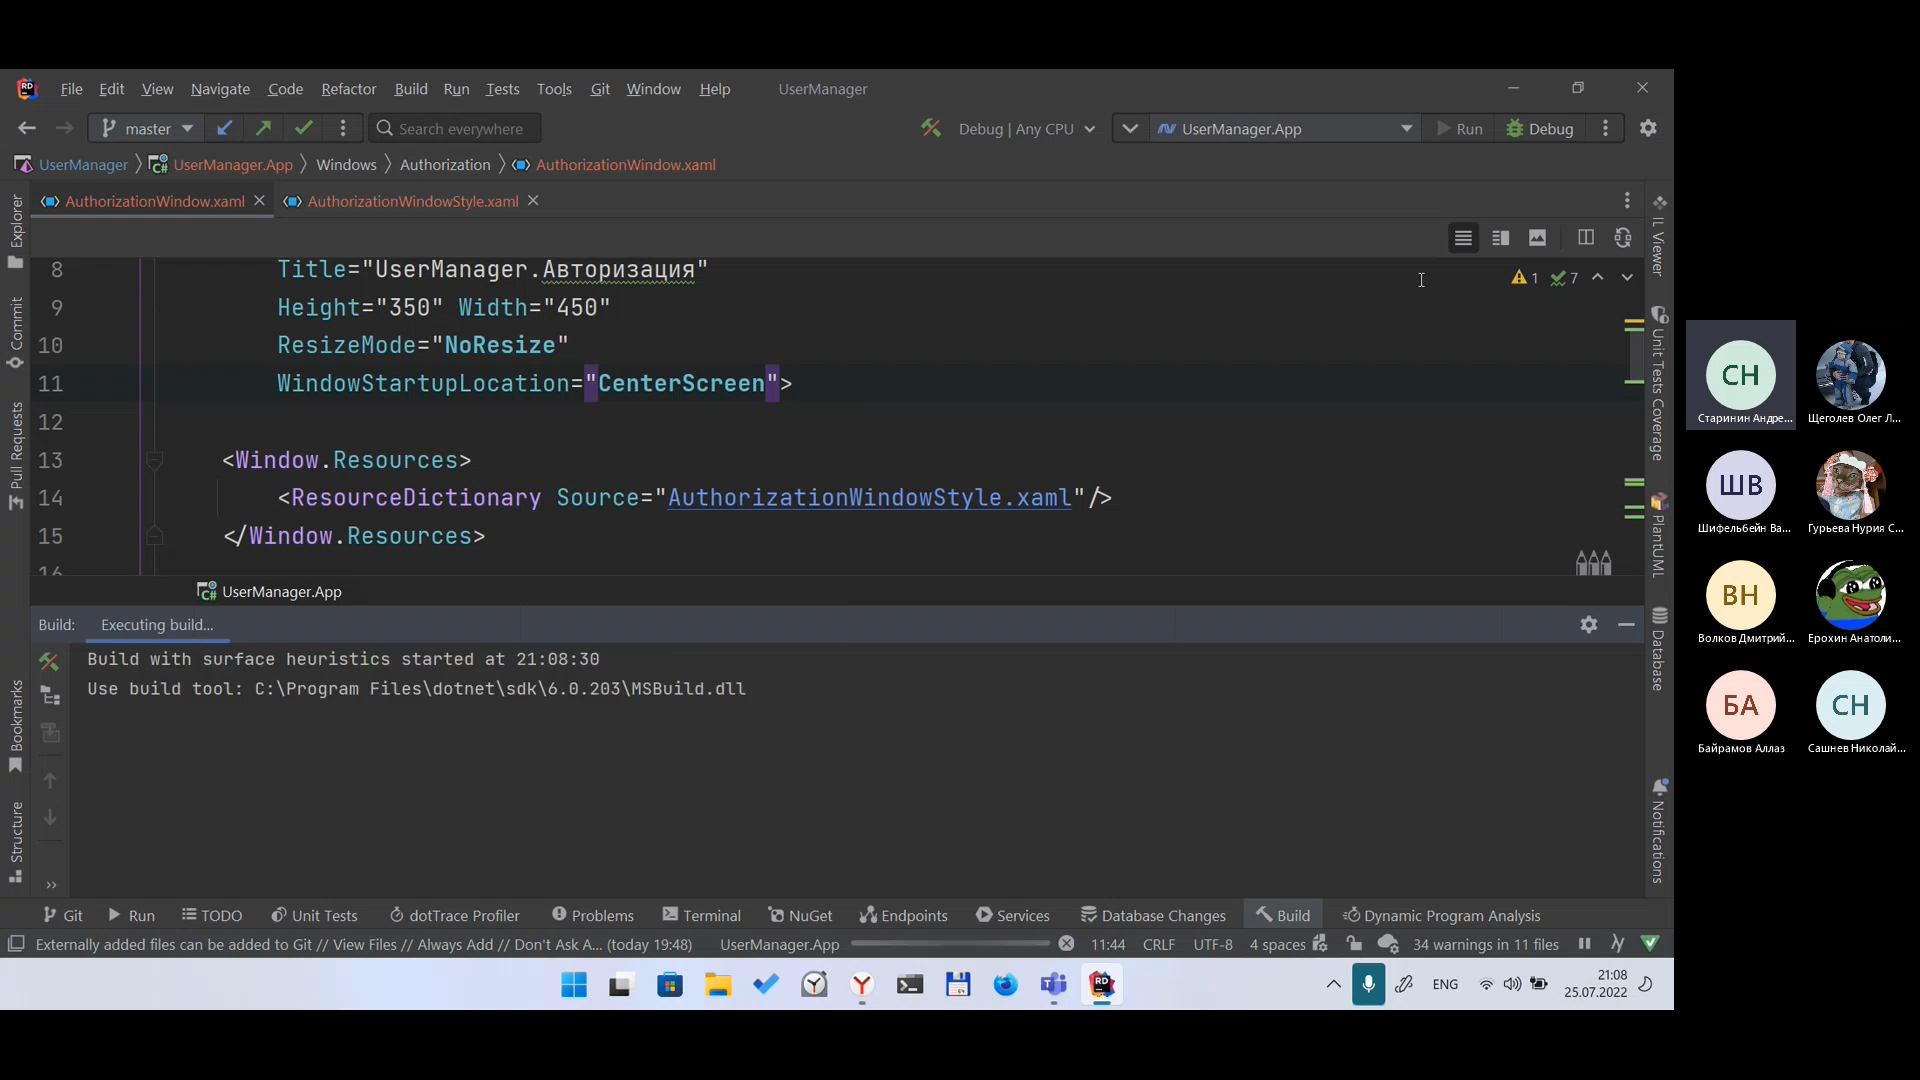 File Edit View Navigate Code Refactor Build Run Tests Tools Git Window Help UserManager
master Search everywhere Debug | Any CPU UserManager.App Run Debug
UserManager UserManager.App Windows Authorization AuthorizationWindow.xaml
AuthorizationWindow.xaml AuthorizationWindowStyle.xaml
Explorer
Commit
Pull Requests
Bookmarks
Structure
8 Title="UserManager.Авторизация"
9 Height="350" Width="450"
10 ResizeMode="NoResize"
11 WindowStartupLocation="CenterScreen">
12
13 <Window.Resources>
14 <ResourceDictionary Source="AuthorizationWindowStyle.xaml"/>
15 </Window.Resources>
16
1 7
IL Viewer
Unit Tests Coverage
PlantUML
Database
Notifications
UserManager.App
Build: Executing build...
Build with surface heuristics started at 21:08:30
Use build tool: C:\Program Files\dotnet\sdk\6.0.203\MSBuild.dll
Git Run TODO Unit Tests dotTrace Profiler Problems Terminal NuGet Endpoints Services Database Changes Build Dynamic Program Analysis
Externally added files can be added to Git // View Files // Always Add // Don't Ask A... (today 19:48) UserManager.App 11:44 CRLF UTF-8 4 spaces 34 warnings in 11 files
ENG 21:08
25.07.2022
СН
Старинин Андре... Щеголев Олег Л...
ШВ
Шифельбейн Ва... Гурьева Нурия С...
ВН
Волков Дмитрий... Ерохин Анатоли...
БА СН
Байрамов Аллаз Сашнев Николай...